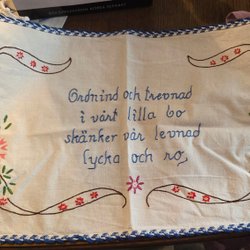 Ordning och trevnad
i vårt lilla bo
skänker vår levnad
lycka och ro,